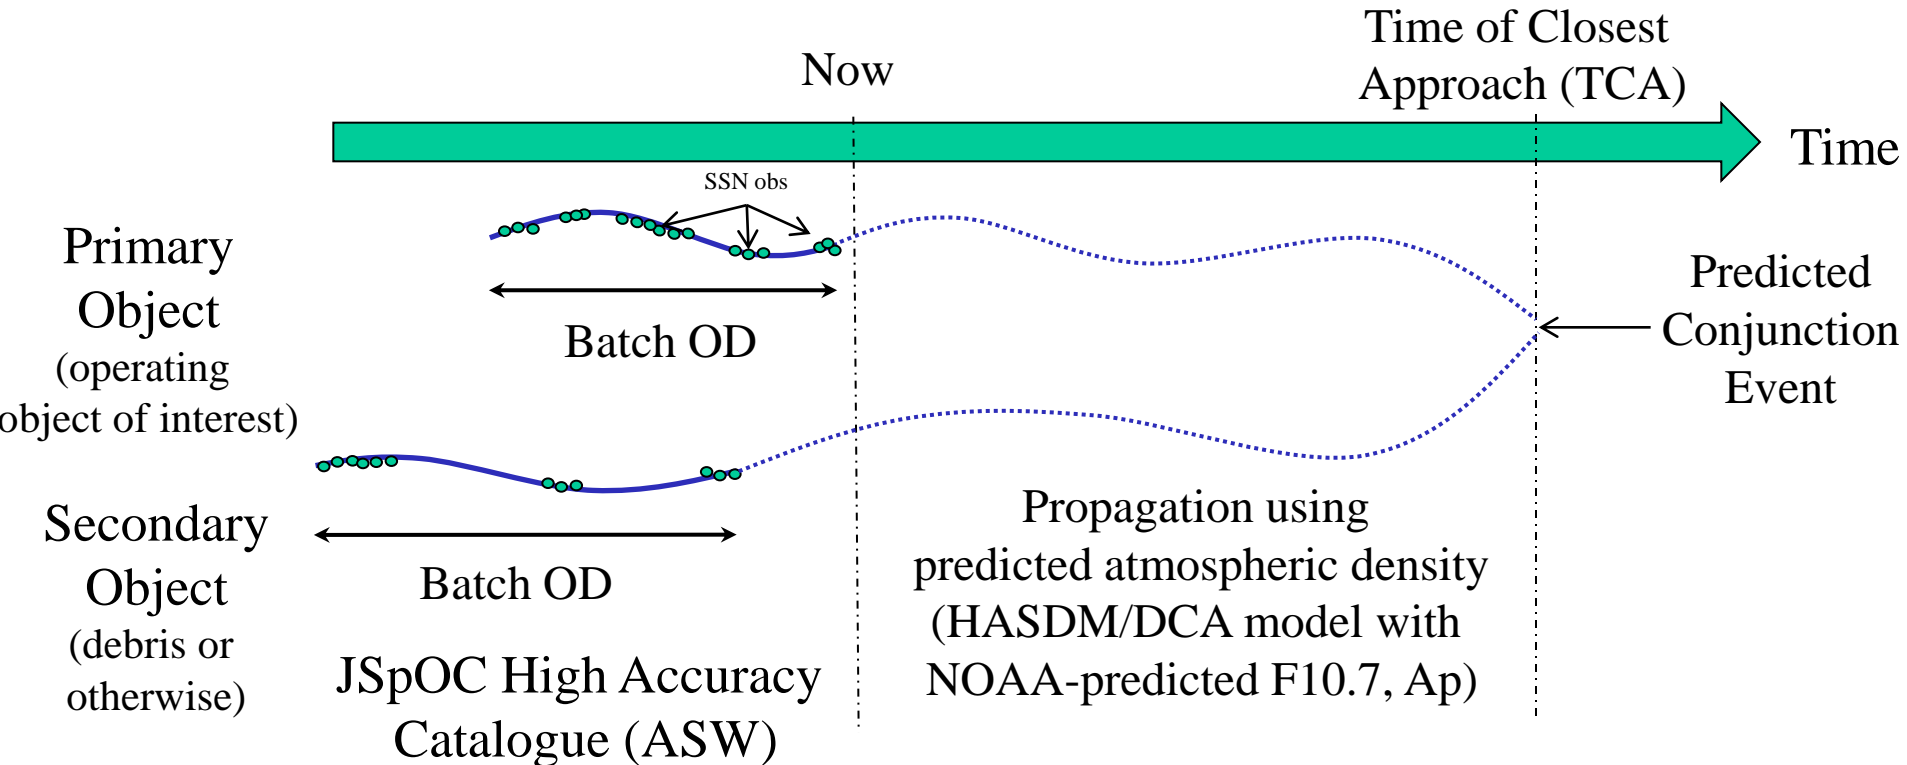 Time of Closest
Approach (TCA)
Now
Time
SSN obs
Primary
Object
(operating
object of interest)
Batch OD
Predicted
Conjunction
Event
Secondary
Object
(debris or
otherwise)
Batch OD
JSpOC High Accuracy
Catalogue (ASW)
Propagation using
predicted atmospheric density
(HASDM/DCA model with
NOAA-predicted F10.7, Ap)